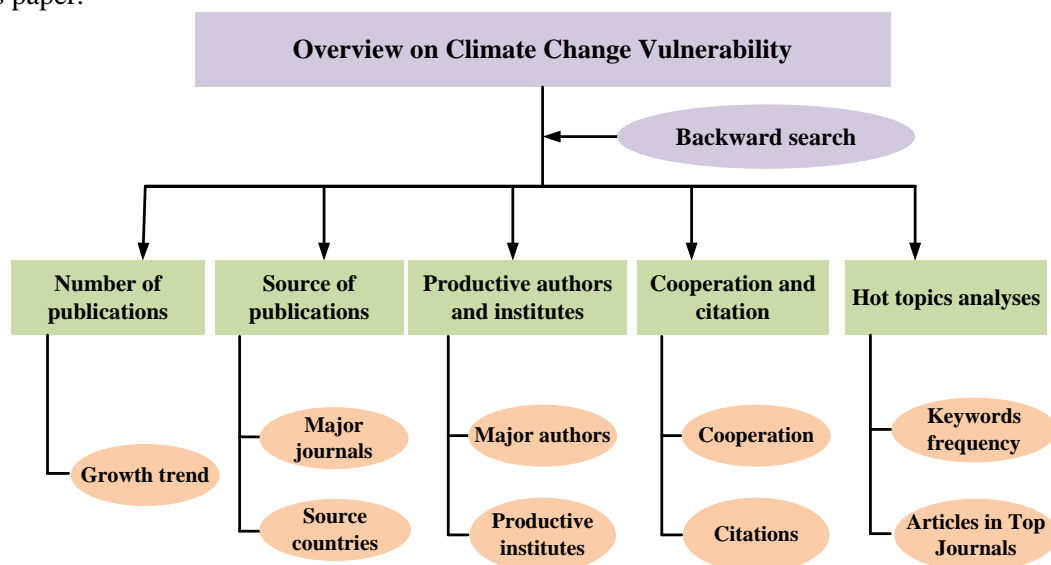 s paper.
Overview on Climate Change Vulnerability
Backward search
Number of
publications
Source of
publications
Productive authors
and institutes
Cooperation and
citation
Hot topics analyses
Growth trend
Major
journals
Source
countries
Major authors
Productive
institutes
Cooperation
Citations
Keywords
frequency
Articles in Top
Journals